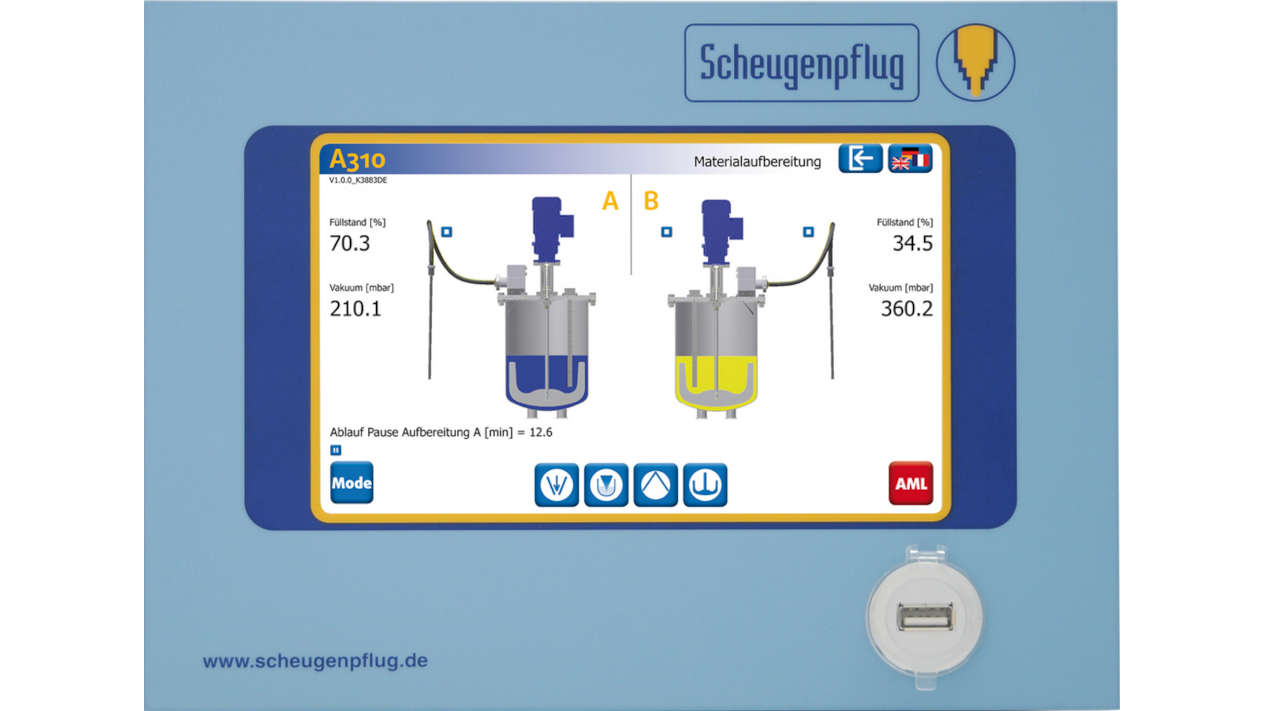 Scheugenpflug
A310
Materialaufbereitung
V1.0.0_K3883DE
A
B
Füllstand [%]
70.3
Füllstand [%]
34.5
Vakuum [mbar]
210.1
Vakuum [mbar]
360.2
Ablauf Pause Aufbereitung A [min] = 12.6
Mode
AML
www.scheugenpflug.de